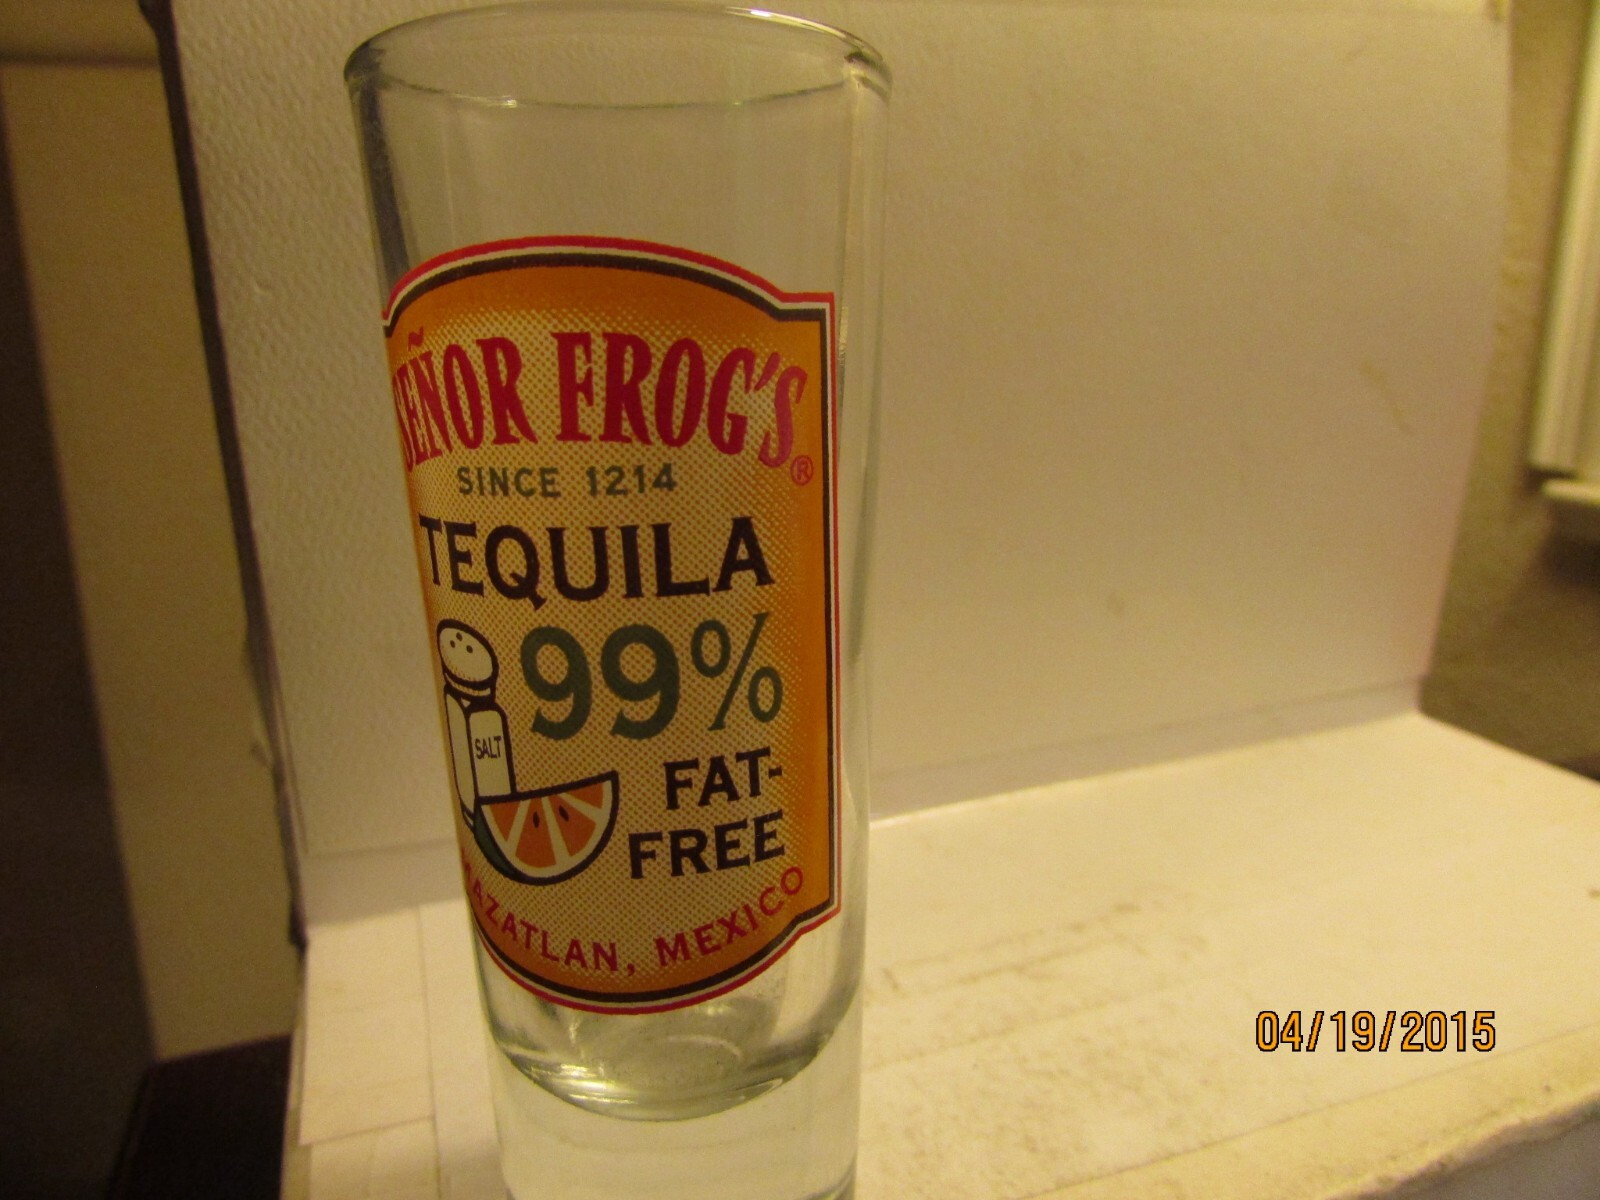 SEÑOR FROG'S®
SINCE 1214
TEQUILA
99%
SALT
FAT-
FREE
MAZATLAN, MEXICO
04/19/2015